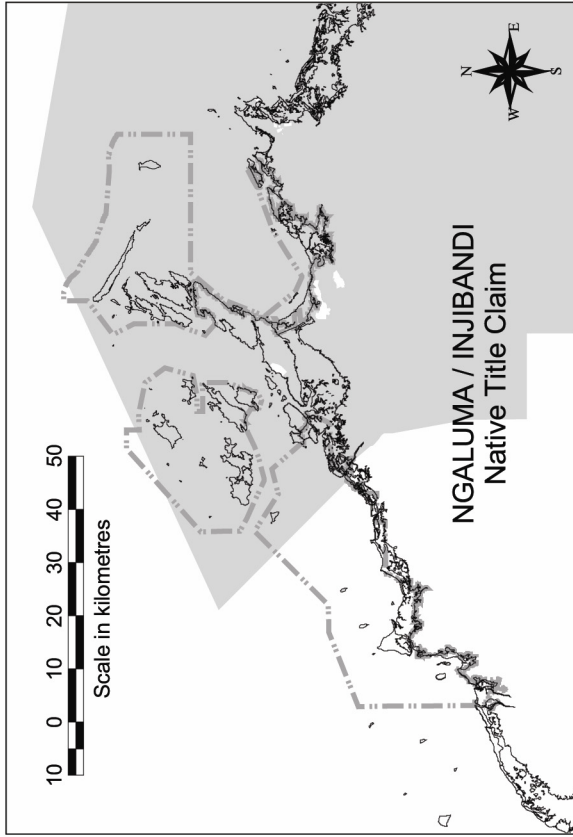 10 0 10 20 30 40 50
Scale in kilometres
NGALUMA / INJIBANDI
Native Title Claim
N
E
S
W